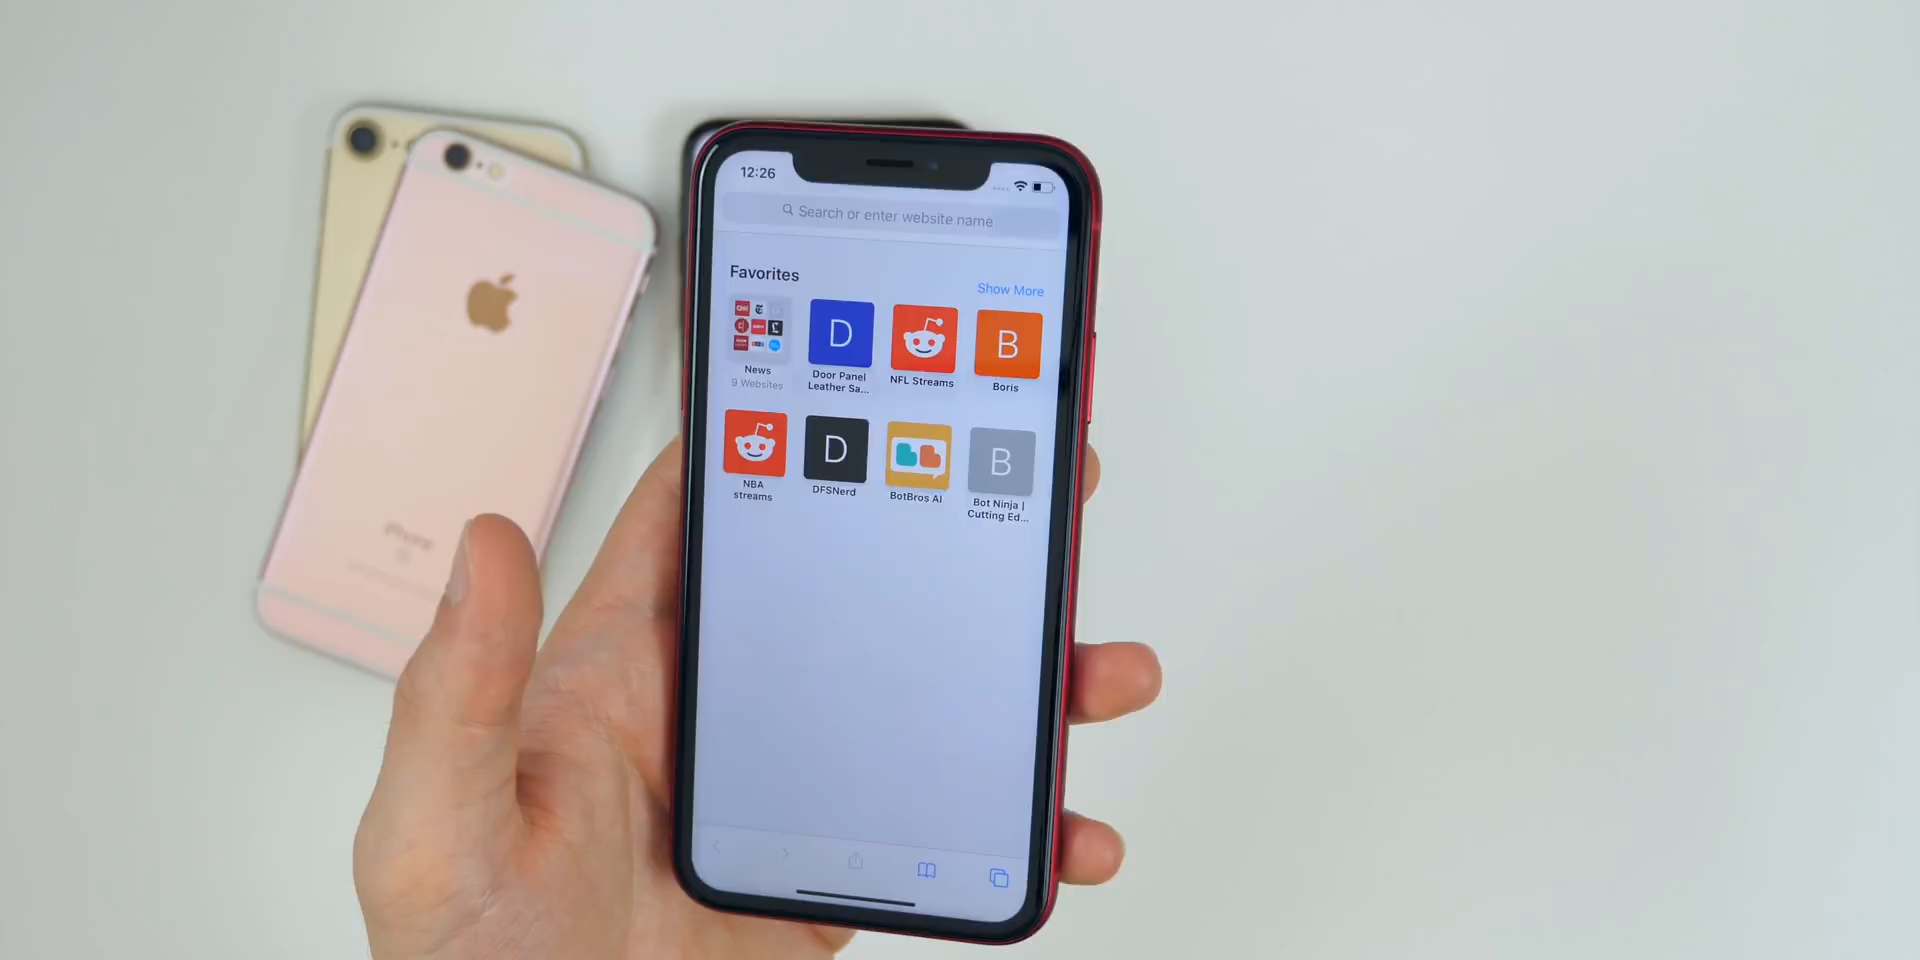 12:26
Search or enter website name
Favorites
Show More
News
9 Websites
D
Door Panel
Leather Sa...
NFL Streams
B
Boris
NBA
streams
D
DFSNerd
BotBros AI
B
Bot Ninja |
Cutting Ed...
iPhone